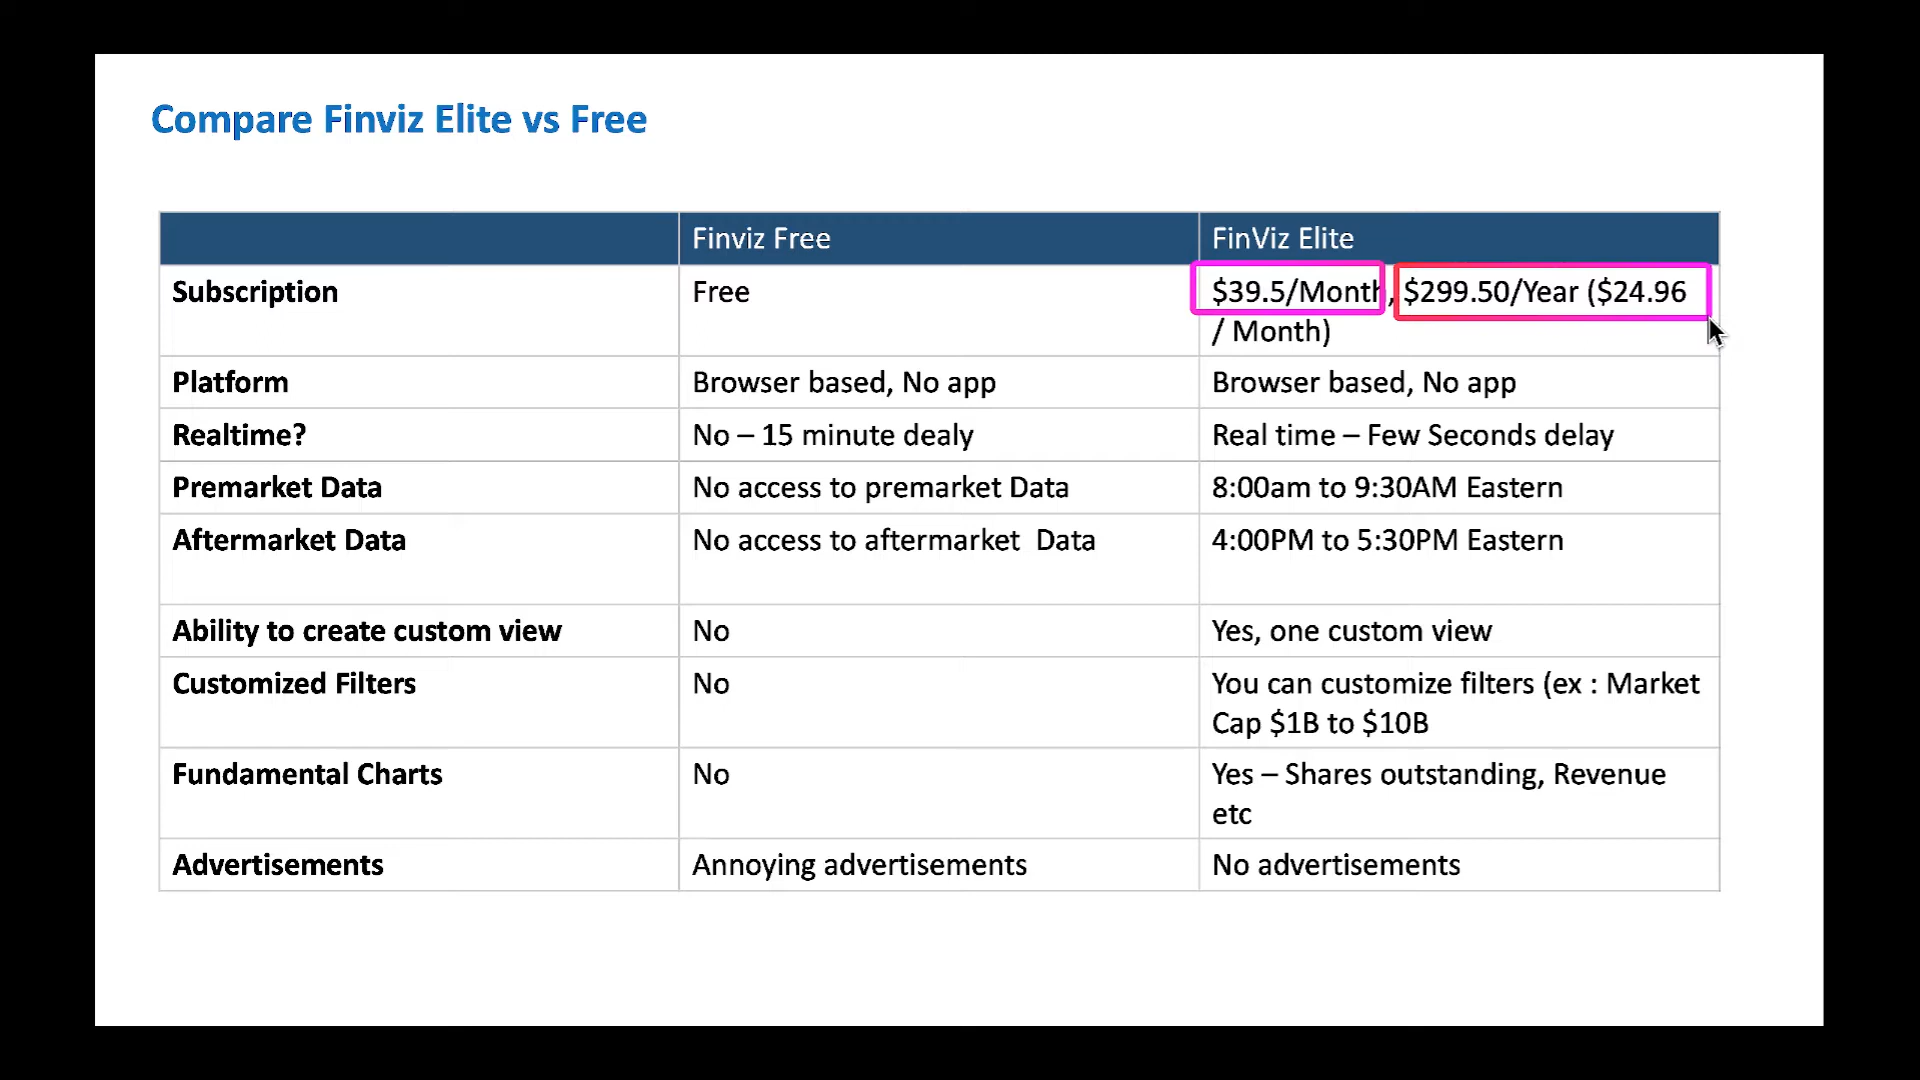 Compare Finviz Elite vs Free
Finviz Free
FinViz Elite
Subscription
Free
$39.5/Month, $299.50/Year ($24.96
/ Month)
Platform
Browser based, No app
Browser based, No app
Realtime?
No – 15 minute dealy
Real time – Few Seconds delay
Premarket Data
No access to premarket Data
8:00am to 9:30AM Eastern
Aftermarket Data
No access to aftermarket  Data
4:00PM to 5:30PM Eastern
Ability to create custom view
No
Yes, one custom view
Customized Filters
No
You can customize filters (ex : Market
Cap $1B to $10B
Fundamental Charts
No
Yes – Shares outstanding, Revenue
etc
Advertisements
Annoying advertisements
No advertisements